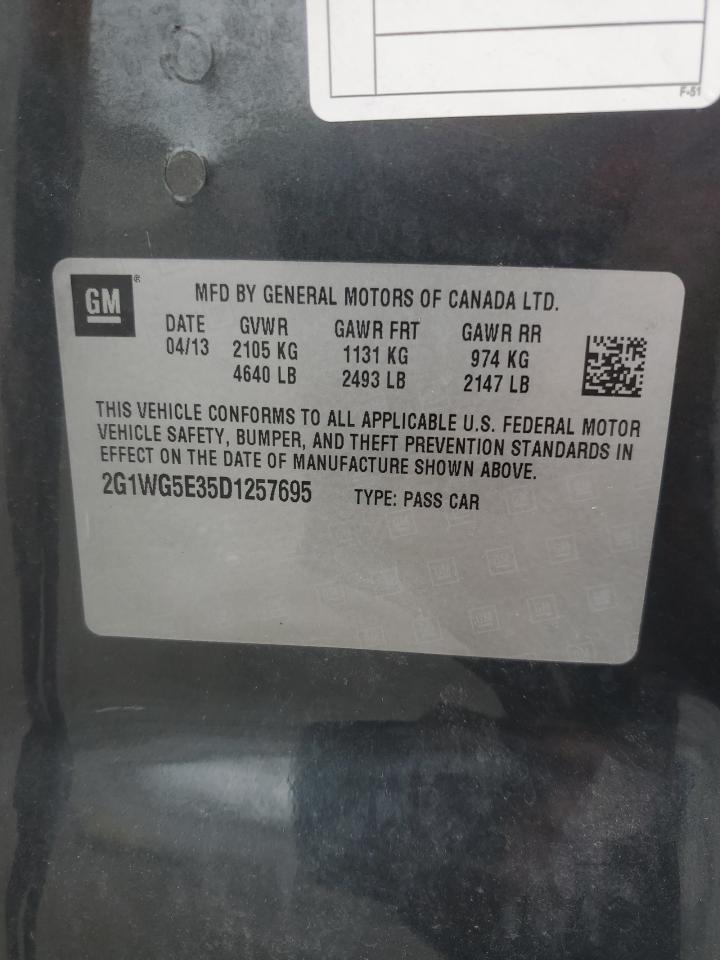 F-51
GM ®
MFD BY GENERAL MOTORS OF CANADA LTD.
DATE GVWR GAWR FRT GAWR RR
04/13 2105 KG 1131 KG 974 KG
4640 LB 2493 LB 2147 LB
THIS VEHICLE CONFORMS TO ALL APPLICABLE U.S. FEDERAL MOTOR
VEHICLE SAFETY, BUMPER, AND THEFT PREVENTION STANDARDS IN
EFFECT ON THE DATE OF MANUFACTURE SHOWN ABOVE.
2G1WG5E35D1257695 TYPE: PASS CAR